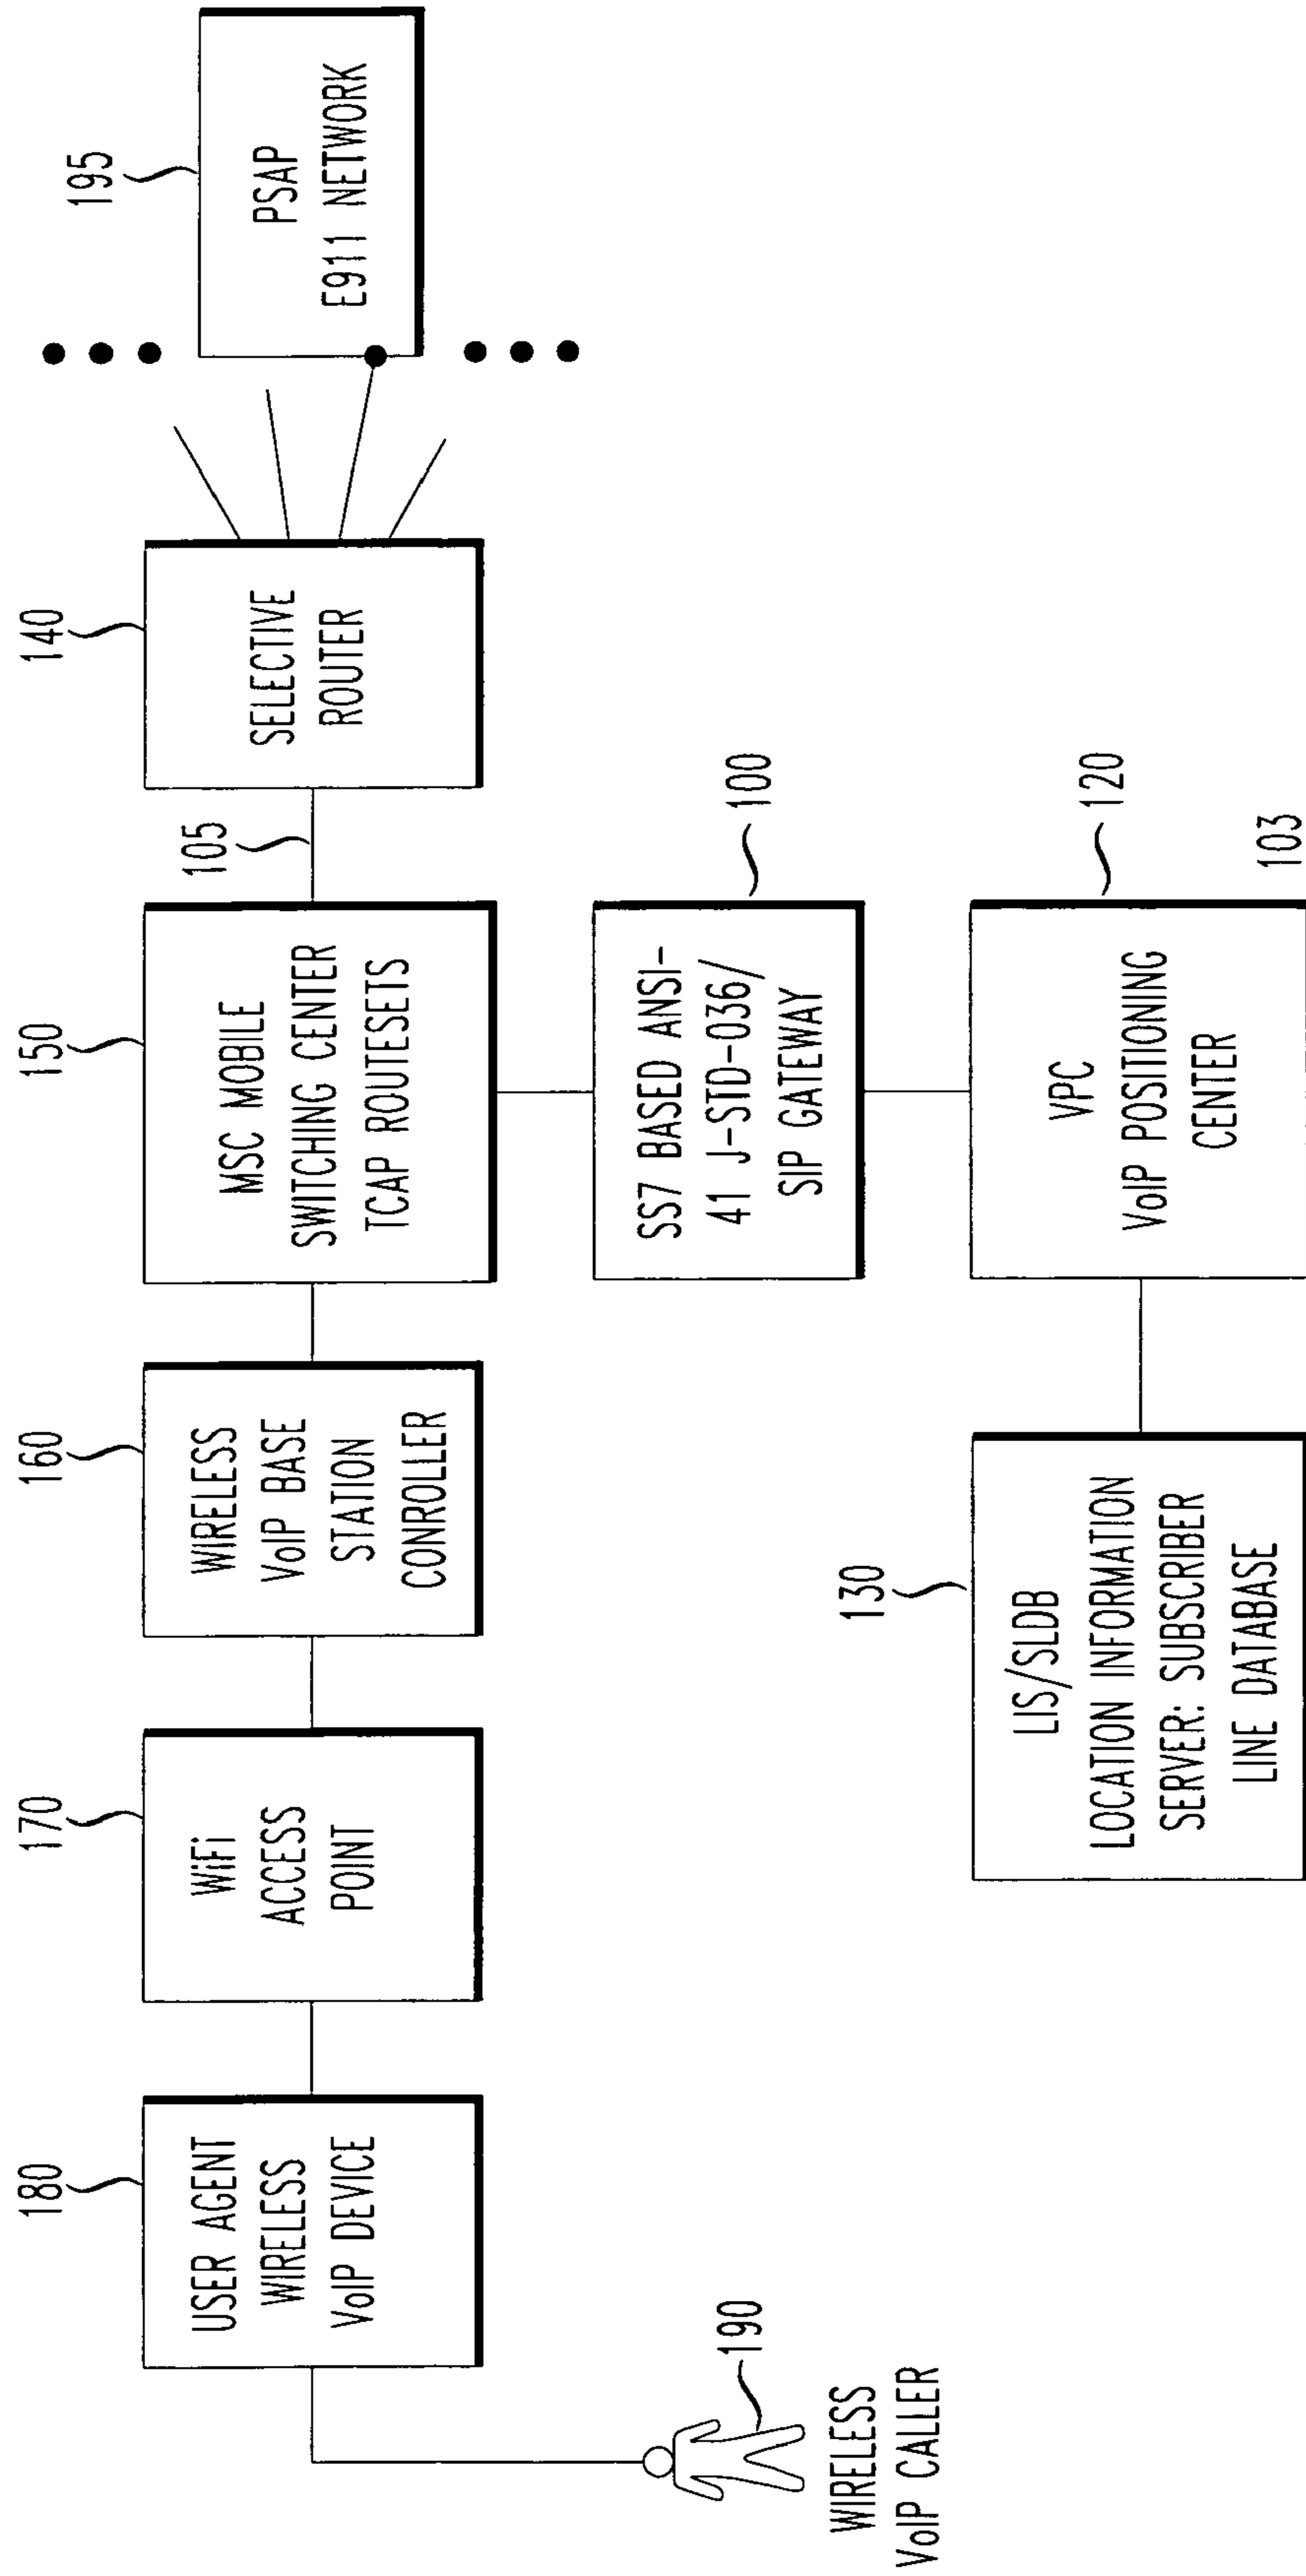 180
USER AGENT
WIRELESS
VoIP DEVICE
170
WiFi
ACCESS
POINT
160
WIRELESS
VoIP BASE
STATION
CONROLLER
150
MSC MOBILE
SWITCHING CENTER
TCAP ROUTESETS
105
140
SELECTIVE
ROUTER
195
PSAP
E911 NETWORK
190
WIRELESS
VoIP CALLER
SS7 BASED ANSI-
41 J-STD-036/
SIP GATEWAY
100
130
LIS/SLDB
LOCATION INFORMATION
SERVER: SUBSCRIBER
LINE DATABASE
VPC
VoIP POSITIONING
CENTER
120
103